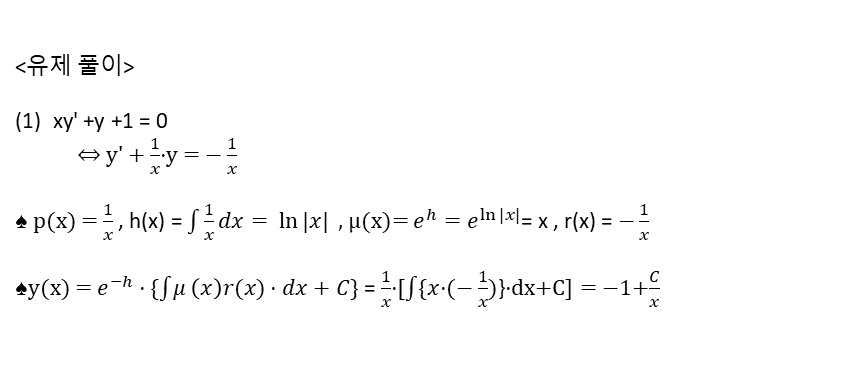 <유제 풀이>
(1) xy' +y +1 = 0
⇔ y' + 1/x·y = − 1/x
♠ p(x) = 1/x , h(x) = ∫ 1/x dx = ln |x| , μ(x)= e^h = e^(ln |x|)= x , r(x) = − 1/x
♠y(x) = e^(−h) · {∫ μ (x)r(x) · dx + C} = 1/x·[∫{x·(− 1/x)}·dx+C] = −1+C/x